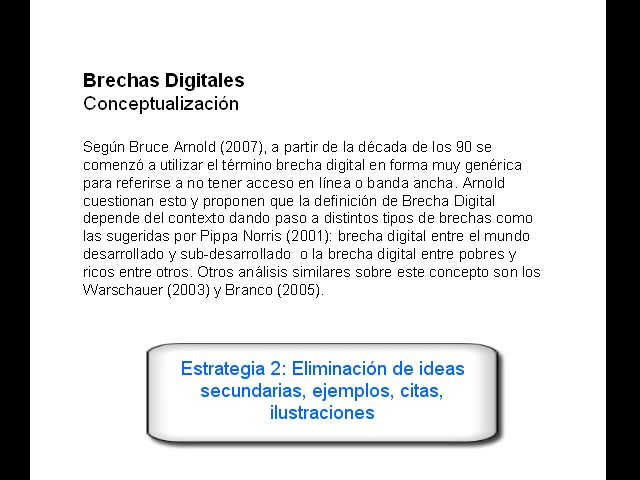 Brechas Digitales
Conceptualización
Según Bruce Arnold (2007), a partir de la década de los 90 se
comenzó a utilizar el término brecha digital en forma muy genérica
para referirse a no tener acceso en línea o banda ancha. Arnold
cuestionan esto y proponen que la definición de Brecha Digital
depende del contexto dando paso a distintos tipos de brechas como
las sugeridas por Pippa Norris (2001): brecha digital entre el mundo
desarrollado y sub-desarrollado o la brecha digital entre pobres y
ricos entre otros. Otros análisis similares sobre este concepto son los
Warschauer (2003) y Branco (2005).
Estrategia 2: Eliminación de ideas
secundarias, ejemplos, citas,
ilustraciones